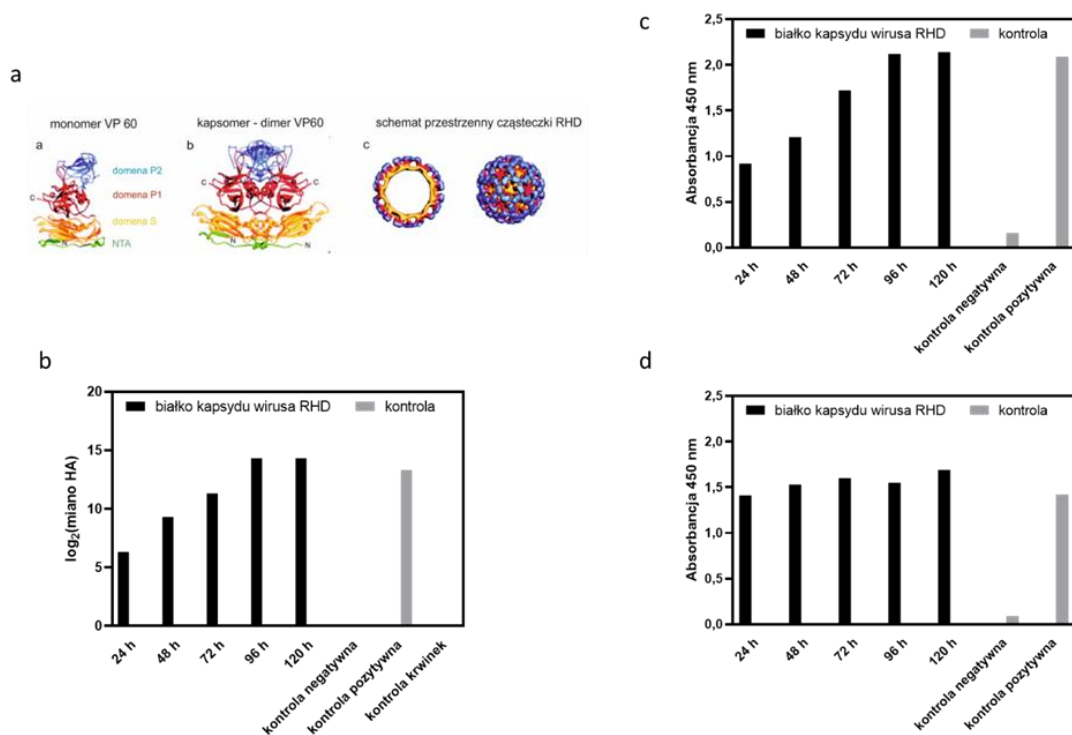 a
monomer VP 60
kapsomer - dimer VP60
schemat przestrzenny cząsteczki RHD
a
b
c
domena P2
domena P1
domena S
NTA
C
N
C
C
N
N
b
20
15
10
5
0
log2(miano HA)
białko kapsydu wirusa RHD
kontrola
24 h
48 h
72 h
96 h
120 h
kontrola negatywna
kontrola pozytywna
kontrola krwinek
c
2,5
2,0
1,5
1,0
0,5
0,0
Absorbancja 450 nm
białko kapsydu wirusa RHD
kontrola
24 h
48 h
72 h
96 h
120 h
kontrola negatywna
kontrola pozytywna
d
2,5
2,0
1,5
1,0
0,5
0,0
Absorbancja 450 nm
białko kapsydu wirusa RHD
kontrola
24 h
48 h
72 h
96 h
120 h
kontrola negatywna
kontrola pozytywna